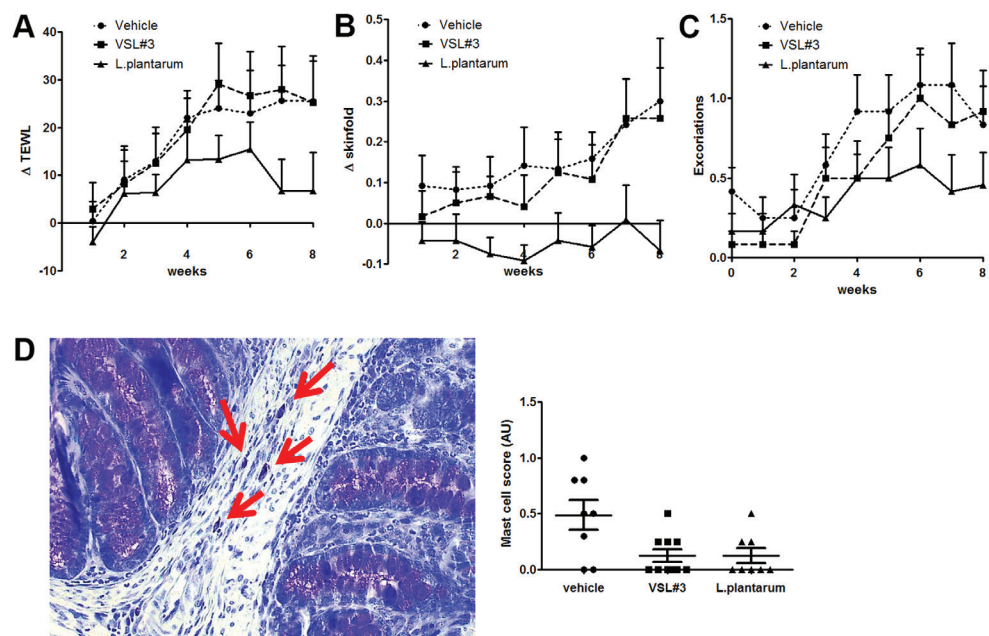 A
Vehicle
VSL#3
L.plantarum
Δ TEWL
40
30
20
10
0
-10
2
4
6
8
weeks
B
Vehicle
VSL#3
L.plantarum
Δ skinfold
0.5
0.4
0.3
0.2
0.1
0.0
-0.1
2
4
6
8
weeks
C
Vehicle
VSL#3
L.plantarum
Excoriations
1.5
1.0
0.5
0.0
0
2
4
6
8
weeks
D
Mast cell score (AU)
1.5
1.0
0.5
0.0
vehicle
VSL#3
L.plantarum